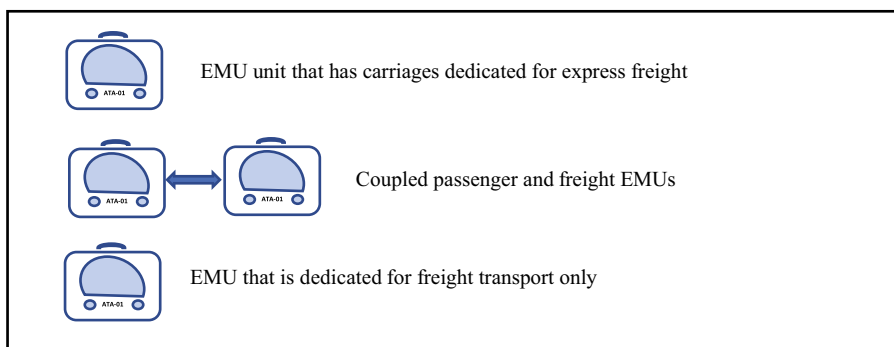 ATA-01
EMU unit that has carriages dedicated for express freight
ATA-01
ATA-01
Coupled passenger and freight EMUs
ATA-01
EMU that is dedicated for freight transport only